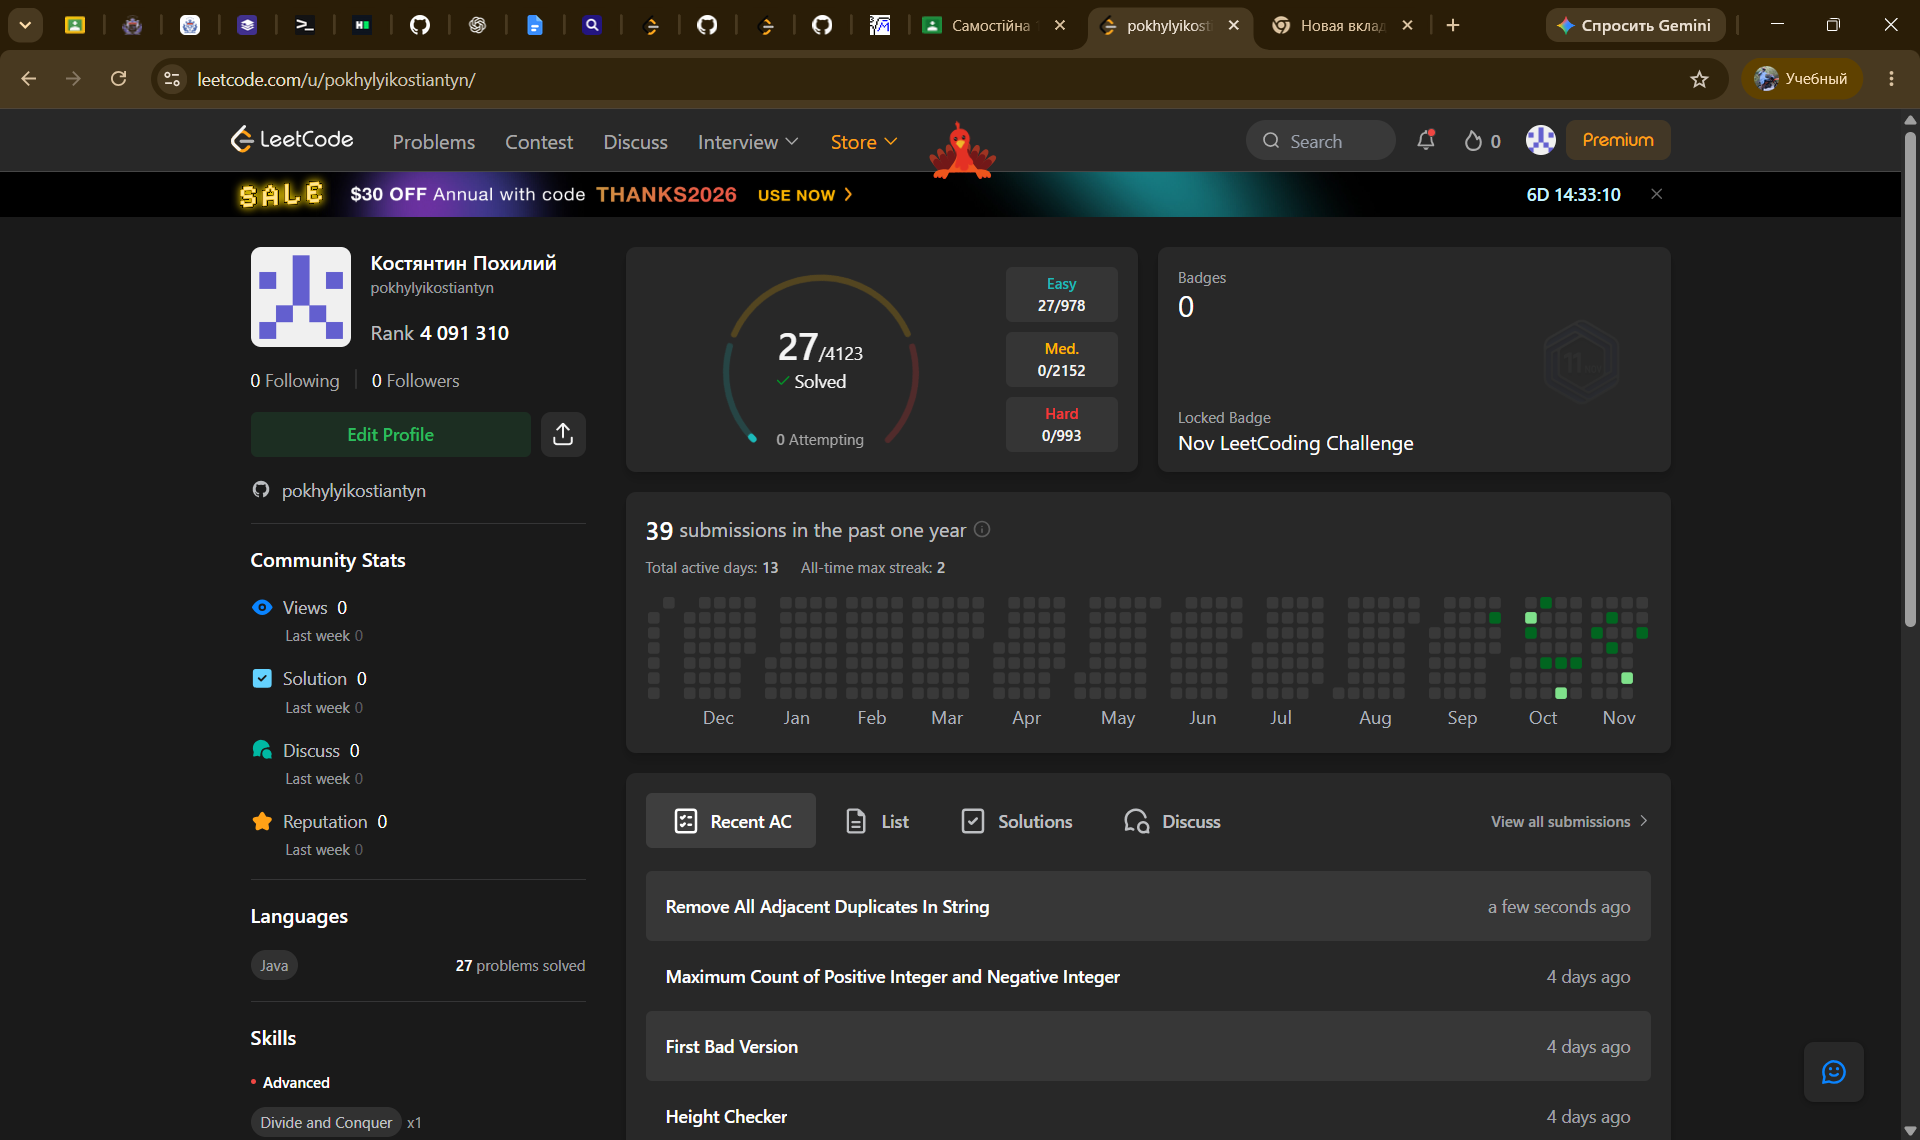 Самостійна
pokhylyikost
Новая вклад
Спросить Gemini
leetcode.com/u/pokhylyikostiantyn/
Учебный
LeetCode
Problems
Contest
Discuss
Interview
Store
Search
0
Premium
SALE
$30 OFF Annual with code THANKS2026 USE NOW
6D 14:33:10
Костянтин Похилий
pokhylyikostiantyn
Rank 4 091 310
0 Following
0 Followers
Edit Profile
pokhylyikostiantyn
Community Stats
Views 0
Last week 0
Solution 0
Last week 0
Discuss 0
Last week 0
Reputation 0
Last week 0
Languages
Java
27 problems solved
Skills
Advanced
Divide and Conquer x1
27/4123
Solved
0 Attempting
Easy
27/978
Med.
0/2152
Hard
0/993
Badges
0
Locked Badge
Nov LeetCoding Challenge
39 submissions in the past one year
Total active days: 13 All-time max streak: 2
Dec Jan Feb Mar Apr May Jun Jul Aug Sep Oct Nov
Recent AC
List
Solutions
Discuss
View all submissions
Remove All Adjacent Duplicates In String
a few seconds ago
Maximum Count of Positive Integer and Negative Integer
4 days ago
First Bad Version
4 days ago
Height Checker
4 days ago